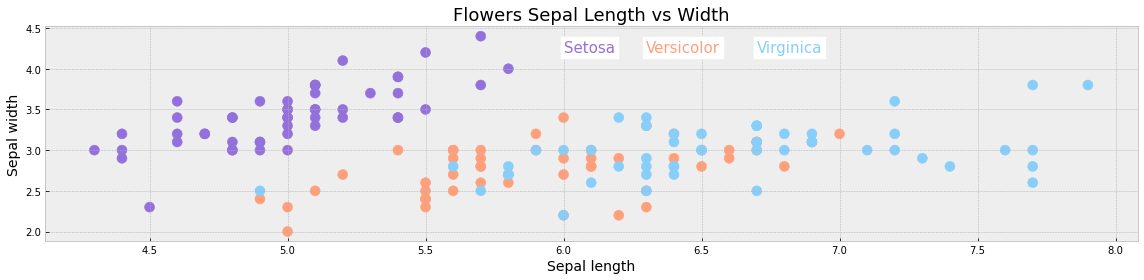 Flowers Sepal Length vs Width
Setosa Versicolor Virginica
4.5
4.0
3.5
3.0
2.5
2.0
Sepal width
4.5 5.0 5.5 6.0 6.5 7.0 7.5 8.0
Sepal length